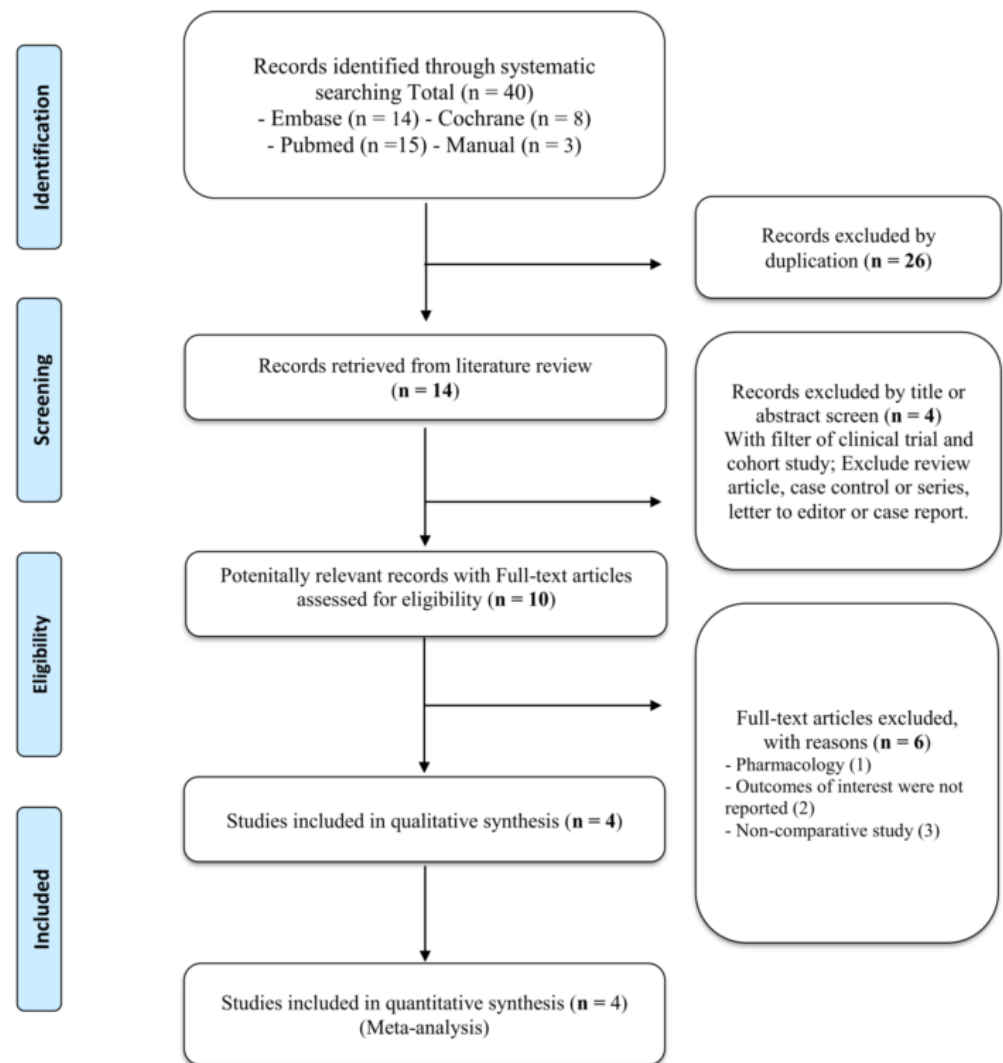 Identification
Records identified through systematic
searching Total (n = 40)
- Embase (n = 14) - Cochrane (n = 8)
- Pubmed (n =15) - Manual (n = 3)
Records excluded by
duplication (n = 26)
Screening
Records retrieved from literature review
(n = 14)
Records excluded by title or
abstract screen (n = 4)
With filter of clinical trial and
cohort study; Exclude review
article, case control or series,
letter to editor or case report.
Eligibility
Potenitally relevant records with Full-text articles
assessed for eligibility (n = 10)
Full-text articles excluded,
with reasons (n = 6)
- Pharmacology (1)
- Outcomes of interest were not
reported (2)
- Non-comparative study (3)
Included
Studies included in qualitative synthesis (n = 4)
Studies included in quantitative synthesis (n = 4)
(Meta-analysis)